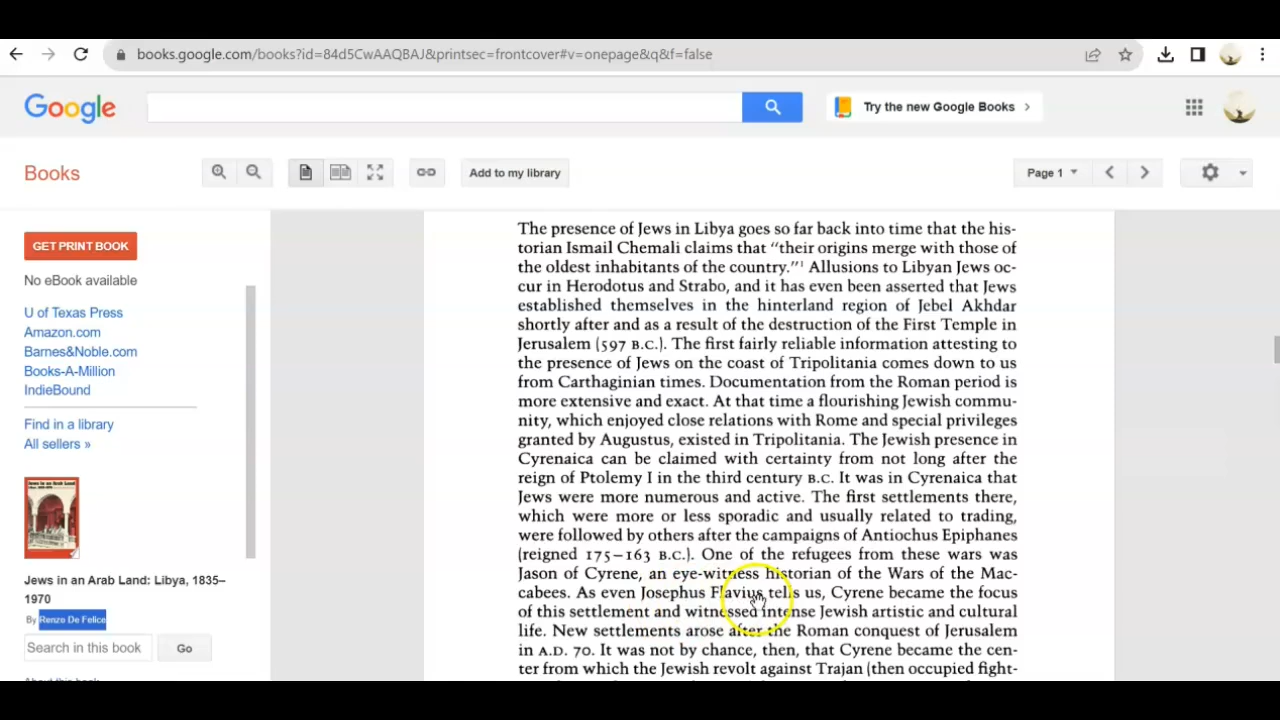 books.google.com/books?id=84d5CwAAQBAJ&printsec=frontcover#v=onepage&q&f=false
Google
Try the new Google Books
Books
Add to my library
Page 1
GET PRINT BOOK
No eBook available
U of Texas Press
Amazon.com
Barnes&Noble.com
Books-A-Million
IndieBound
Find in a library
All sellers »
Jews in an Arab Land: Libya, 1835–
1970
By Renzo De Felice
Search in this book
Go
The presence of Jews in Libya goes so far back into time that the his-
torian Ismail Chemali claims that “their origins merge with those of
the oldest inhabitants of the country.”¹ Allusions to Libyan Jews oc-
cur in Herodotus and Strabo, and it has even been asserted that Jews
established themselves in the hinterland region of Jebel Akhdar
shortly after and as a result of the destruction of the First Temple in
Jerusalem (597 B.C.). The first fairly reliable information attesting to
the presence of Jews on the coast of Tripolitania comes down to us
from Carthaginian times. Documentation from the Roman period is
more extensive and exact. At that time a flourishing Jewish commu-
nity, which enjoyed close relations with Rome and special privileges
granted by Augustus, existed in Tripolitania. The Jewish presence in
Cyrenaica can be claimed with certainty from not long after the
reign of Ptolemy I in the third century B.C. It was in Cyrenaica that
Jews were more numerous and active. The first settlements there,
which were more or less sporadic and usually related to trading,
were followed by others after the campaigns of Antiochus Epiphanes
(reigned 175–163 B.C.). One of the refugees from these wars was
Jason of Cyrene, an eye-witness historian of the Wars of the Mac-
cabees. As even Josephus Flavius tells us, Cyrene became the focus
of this settlement and witnessed intense Jewish artistic and cultural
life. New settlements arose after the Roman conquest of Jerusalem
in A.D. 70. It was not by chance, then, that Cyrene became the cen-
ter from which the Jewish revolt against Trajan (then occupied fight-